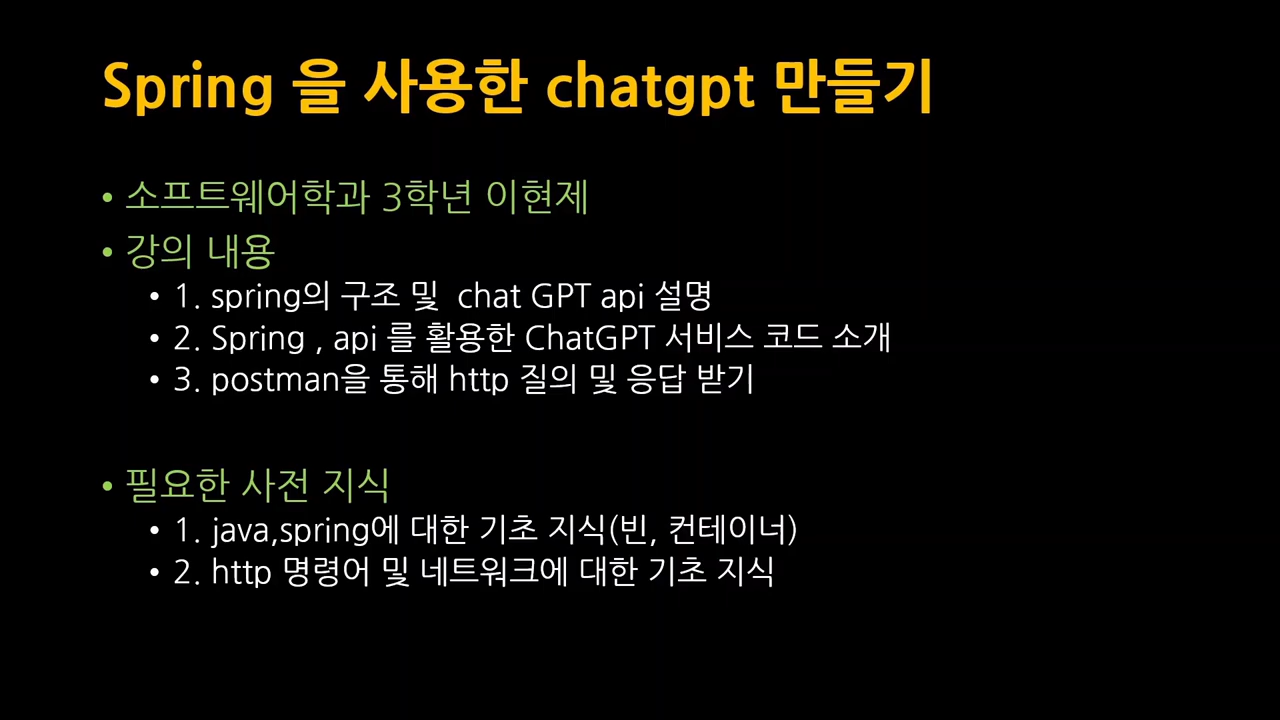 Spring 을 사용한 chatgpt 만들기
• 소프트웨어학과 3학년 이현제
• 강의 내용
• 1. spring의 구조 및 chat GPT api 설명
• 2. Spring , api 를 활용한 ChatGPT 서비스 코드 소개
• 3. postman을 통해 http 질의 및 응답 받기
• 필요한 사전 지식
• 1. java,spring에 대한 기초 지식(빈, 컨테이너)
• 2. http 명령어 및 네트워크에 대한 기초 지식